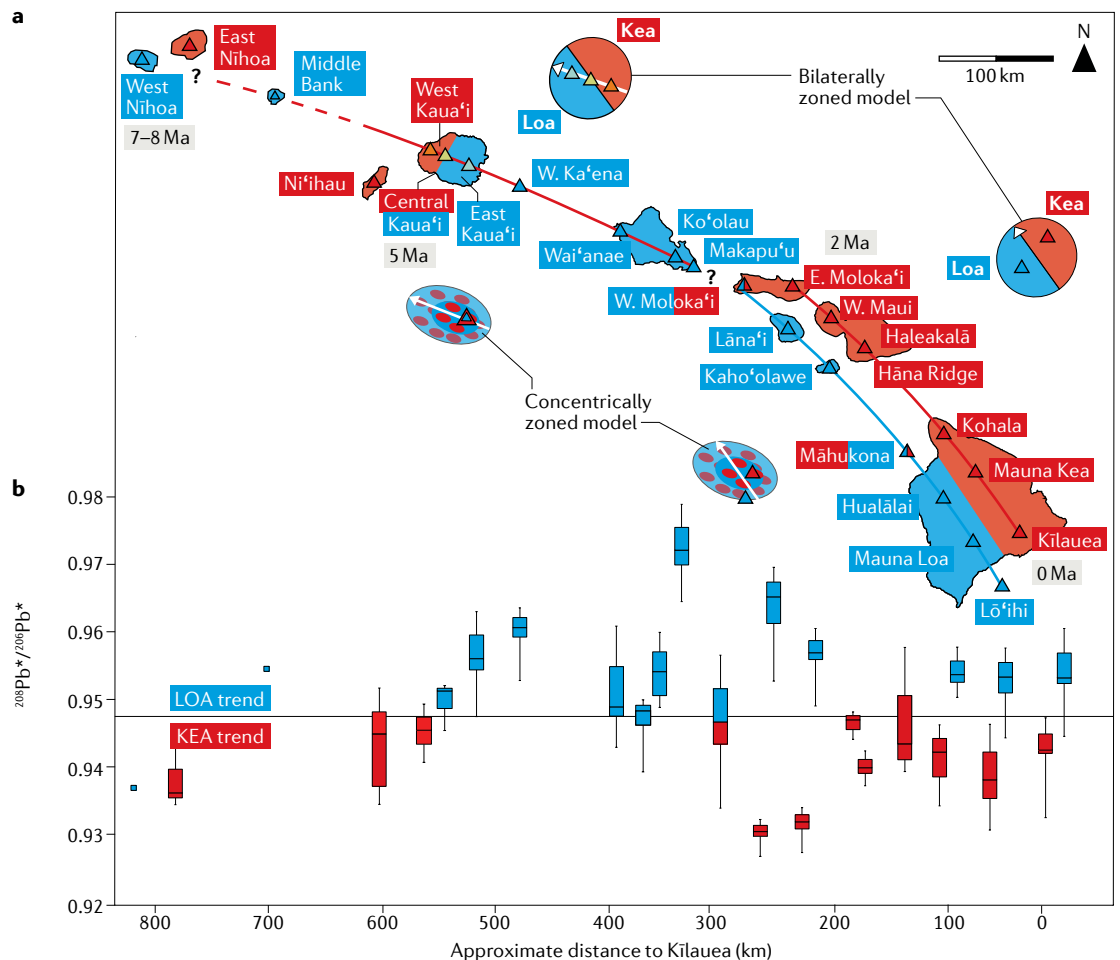 a
East
Nīhoa
West
Nīhoa
?
Middle
Bank
7–8 Ma
West
Kauaʻi
Kea
Loa
Bilaterally
zoned model
100 km
N
Niʻihau
Central
Kauaʻi
East
Kauaʻi
5 Ma
W. Kaʻena
Waiʻanae
Koʻolau
Makapuʻu
?
2 Ma
W. Molokaʻi
E. Molokaʻi
W. Maui
Haleakalā
Hāna Ridge
Lānaʻi
Kahoʻolawe
Kea
Loa
Concentrically
zoned model
Kohala
Māhukona
Mauna Kea
Hualālai
Kīlauea
Mauna Loa
0 Ma
Lōʻihi
b
0.98
0.97
0.96
0.95
0.94
0.93
0.92
²⁰⁸Pb*/²⁰⁶Pb*
LOA trend
KEA trend
800 700 600 500 400 300 200 100 0
Approximate distance to Kīlauea (km)